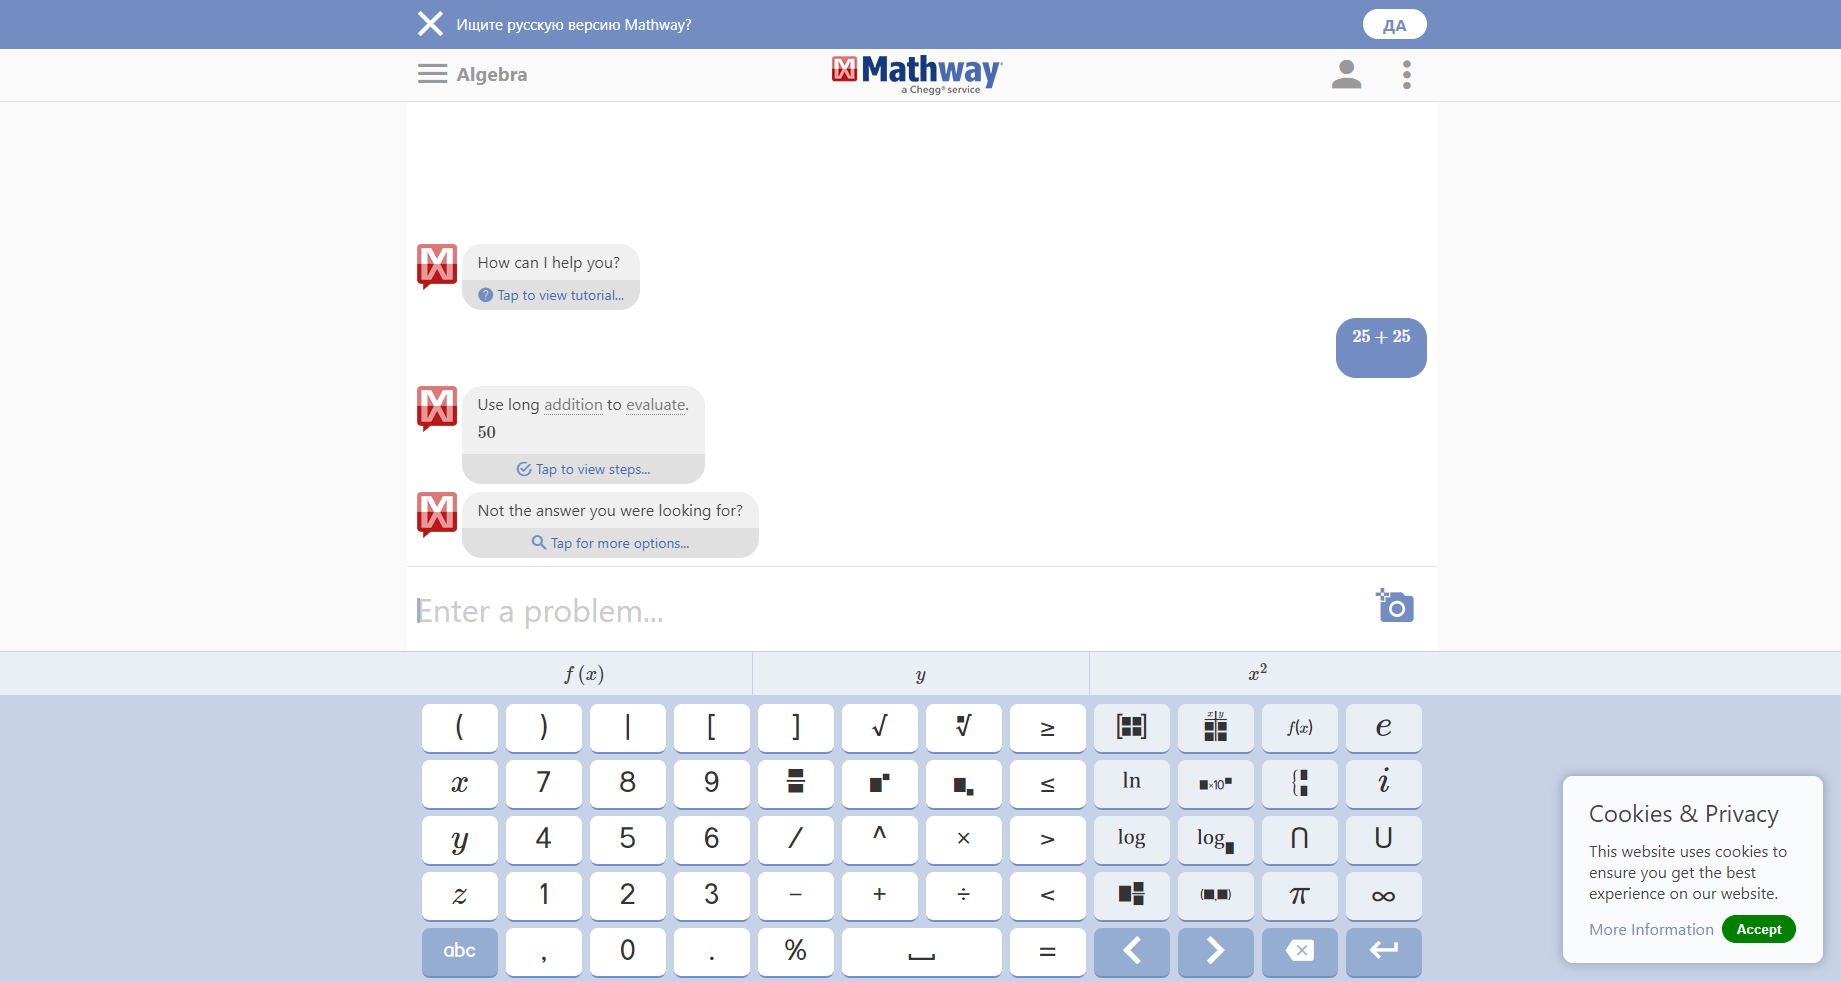 Ищите русскую версию Mathway?
ДА
Algebra
Mathway
a Chegg® service
How can I help you?
Tap to view tutorial...
25 + 25
Use long addition to evaluate.
50
Tap to view steps...
Not the answer you were looking for?
Tap for more options...
Enter a problem...
f (x) y x²
( ) | [ ] √ ■√ ≥ [■■] x y f(x) e
x 7 8 9 ≤ ln ■×10■ { i
y 4 5 6 / ^ × > log log■ ∩ ∪
z 1 2 3 − + ÷ < (■,■) π ∞
abc , 0 . % =
Cookies & Privacy
This website uses cookies to
ensure you get the best
experience on our website.
More Information Accept